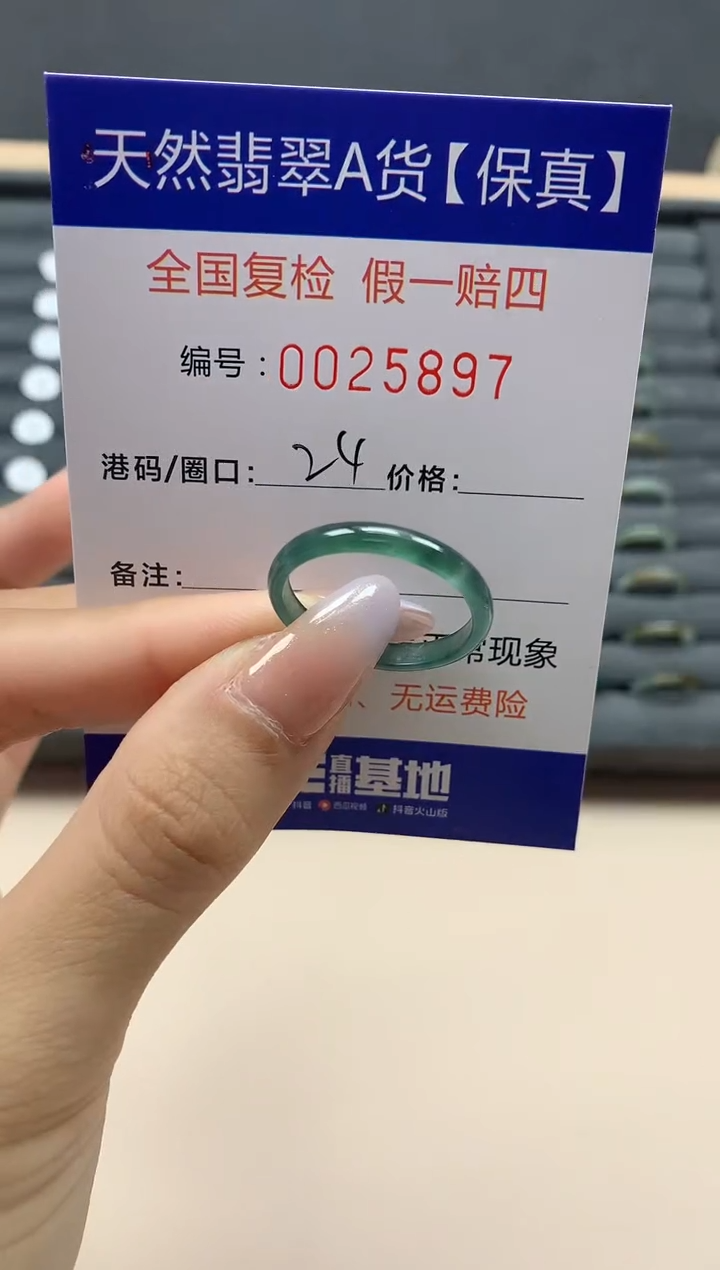 天然翡翠A货【保真】
全国复检 假一赔四
编号：0025897
港码/圈口： 24 价格：
备注：
常现象
、无运费险
直播基地
抖音 西瓜视频 抖音火山版